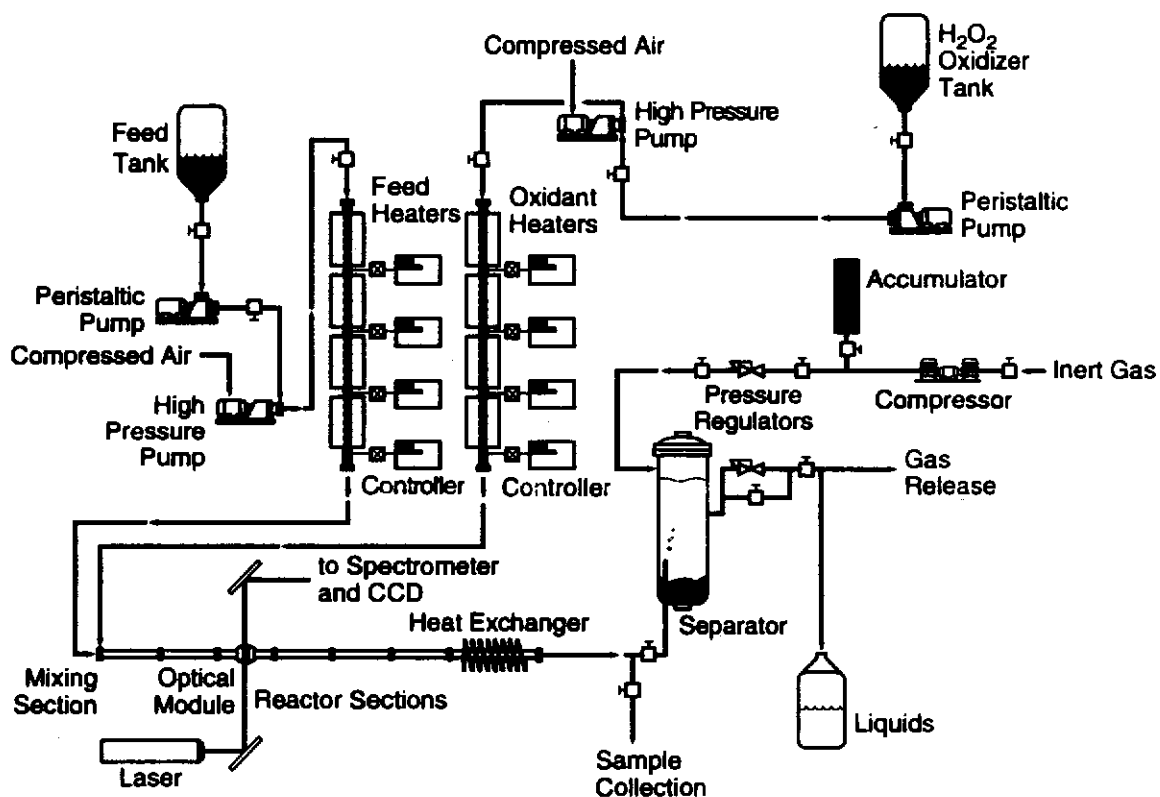 Compressed Air
H₂O₂
Oxidizer
Tank
High Pressure
Pump
Feed
Tank
Feed
Heaters
Oxidant
Heaters
Peristaltic
Pump
Accumulator
Peristaltic
Pump
Compressed Air
High
Pressure
Pump
Inert Gas
Pressure
Regulators
Compressor
Controller
Controller
Gas
Release
to Spectrometer
and CCD
Heat Exchanger
Separator
Mixing
Section
Optical
Module
Reactor Sections
Liquids
Laser
Sample
Collection